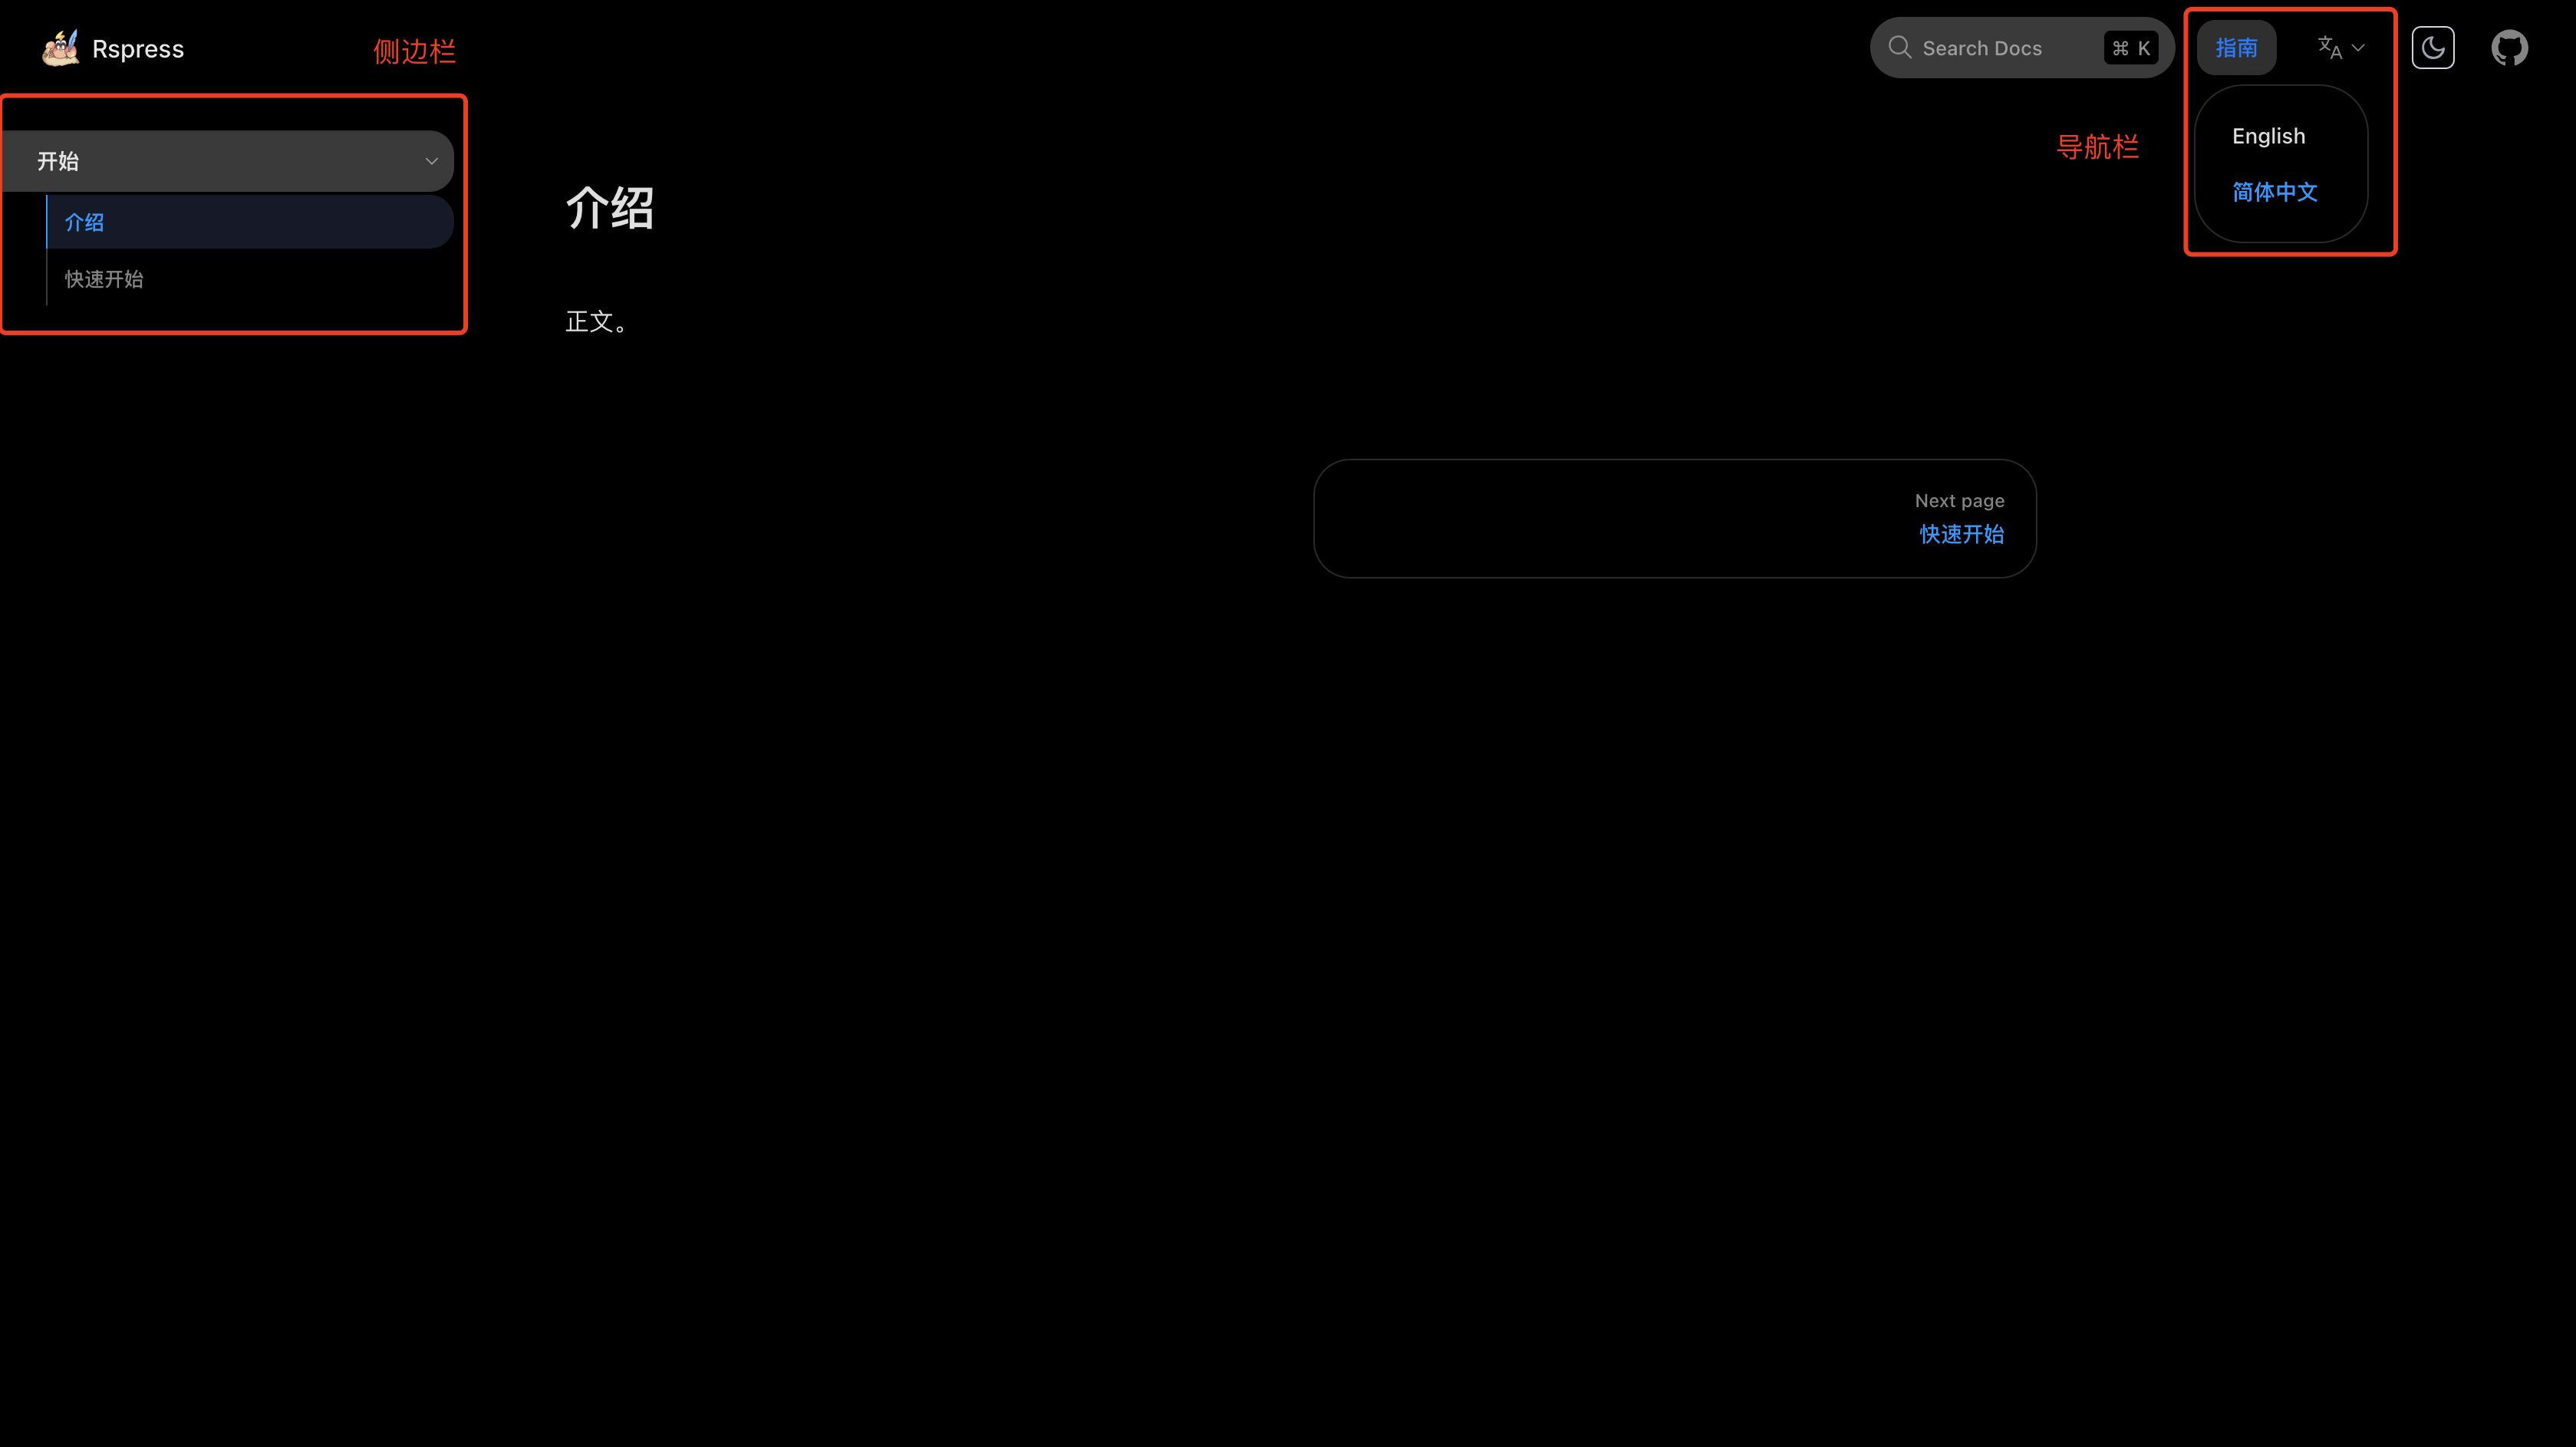 Rspress
侧边栏
Search Docs
⌘ K
指南
文A
English
简体中文
导航栏
开始
介绍
快速开始
介绍
正文。
Next page
快速开始